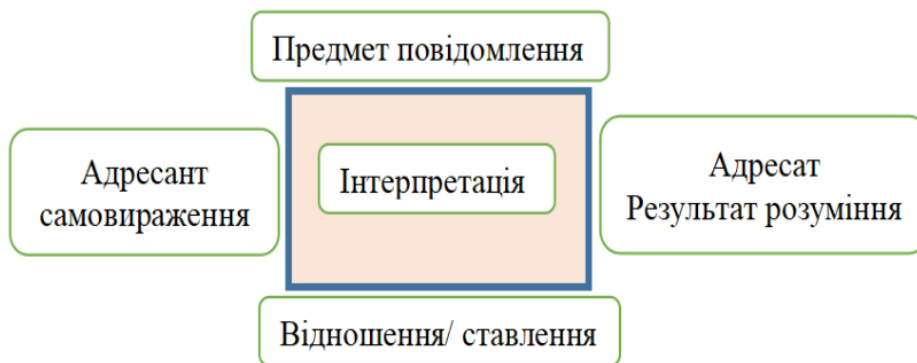 Предмет повідомлення
Адресант
самовираження
Інтерпретація
Адресат
Результат розуміння
Відношення/ ставлення